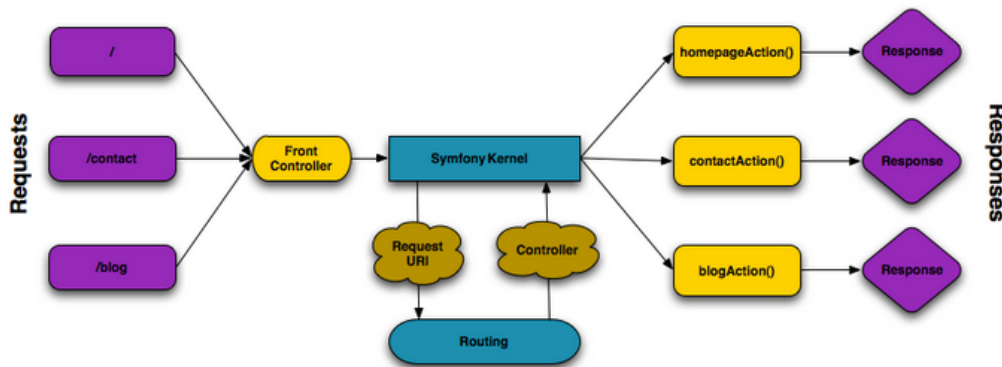 Requests
/
/contact
/blog
Front
Controller
Symfony Kernel
Request
URI
Controller
Routing
homepageAction()
contactAction()
blogAction()
Response
Response
Response
Responses